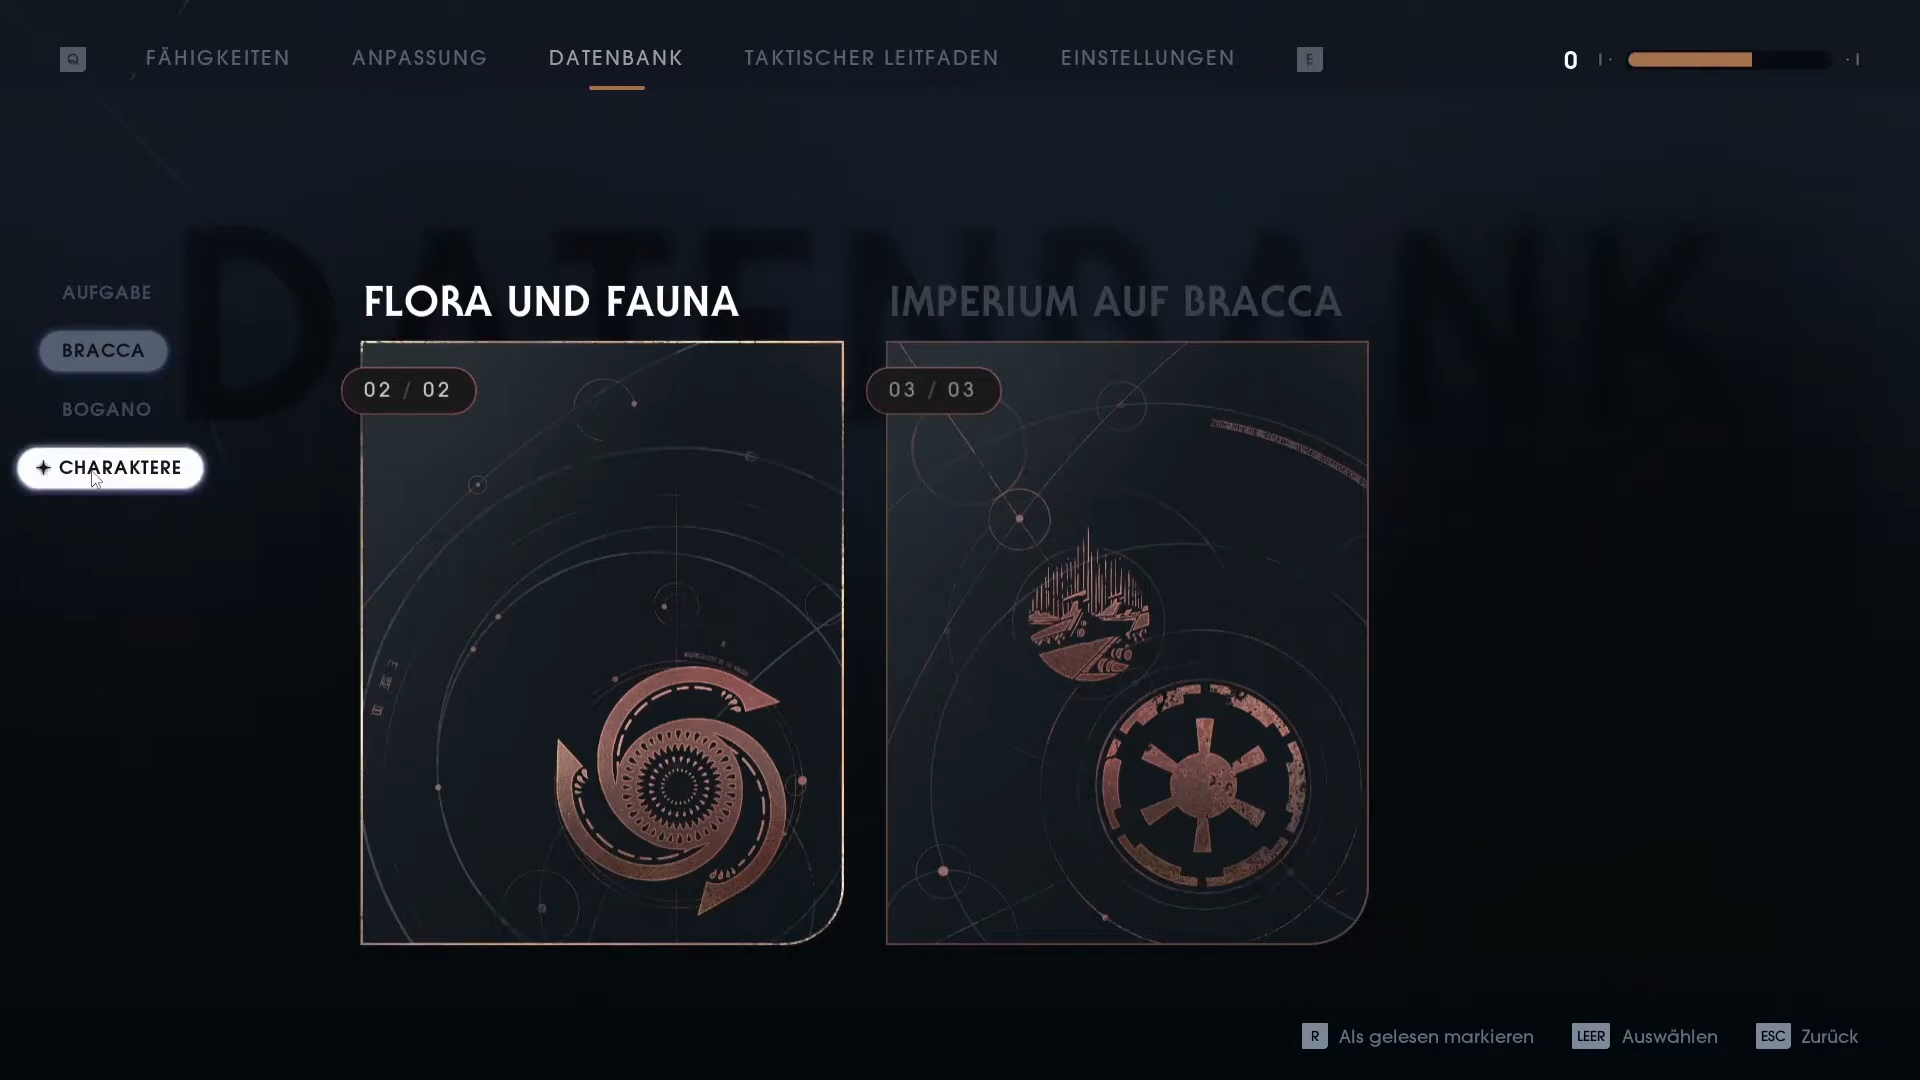 Q FÄHIGKEITEN ANPASSUNG DATENBANK TAKTISCHER LEITFADEN EINSTELLUNGEN E 0
DATENBANK
AUFGABE
BRACCA
BOGANO
CHARAKTERE
FLORA UND FAUNA
02 / 02
IMPERIUM AUF BRACCA
03 / 03
R Als gelesen markieren LEER Auswählen ESC Zurück